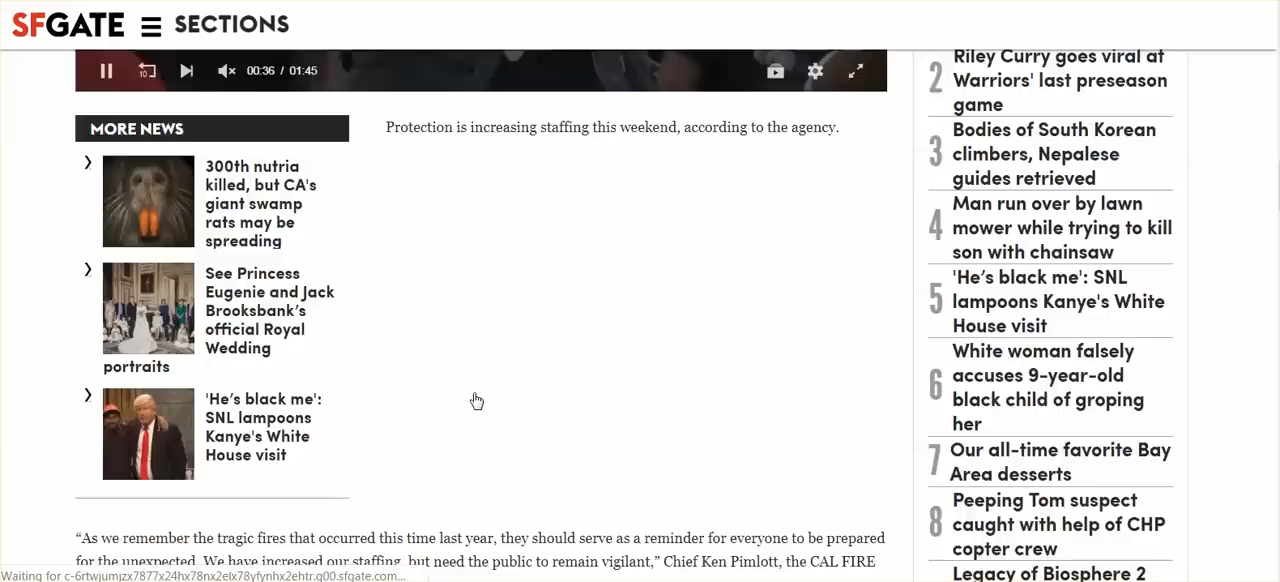 SFGATE ☰ SECTIONS
10
00:36 / 01:45
MORE NEWS
300th nutria
killed, but CA's
giant swamp
rats may be
spreading
See Princess
Eugenie and Jack
Brooksbank’s
official Royal
Wedding
portraits
'He’s black me':
SNL lampoons
Kanye's White
House visit
Protection is increasing staffing this weekend, according to the agency.
“As we remember the tragic fires that occurred this time last year, they should serve as a reminder for everyone to be prepared
for the unexpected. We have increased our staffing, but need the public to remain vigilant,” Chief Ken Pimlott, the CAL FIRE
2 Riley Curry goes viral at
Warriors' last preseason
game
3 Bodies of South Korean
climbers, Nepalese
guides retrieved
4 Man run over by lawn
mower while trying to kill
son with chainsaw
5 'He’s black me': SNL
lampoons Kanye's White
House visit
6 White woman falsely
accuses 9-year-old
black child of groping
her
7 Our all-time favorite Bay
Area desserts
8 Peeping Tom suspect
caught with help of CHP
copter crew
Legacy of Biosphere 2
Waiting for c-6rtwjumjzx7877x24hx78nx2elx78yfynhx2ehtr.g00.sfgate.com...